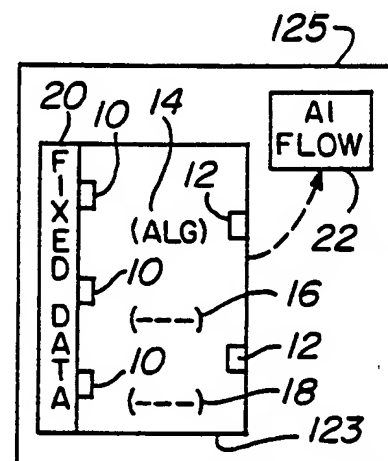 125
20 10 14
AI
FLOW
12
22
(ALG)
FIXED DATA
10
(----) 16
12
10
(----) 18
123